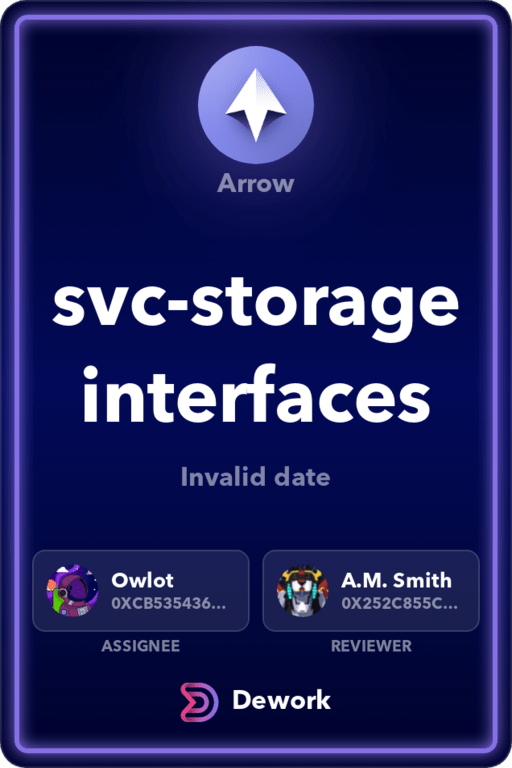 Arrow
svc-storage
interfaces
Invalid date
Owlot
0XCB535436...
A.M. Smith
0X252C855C...
ASSIGNEE
REVIEWER
Dework